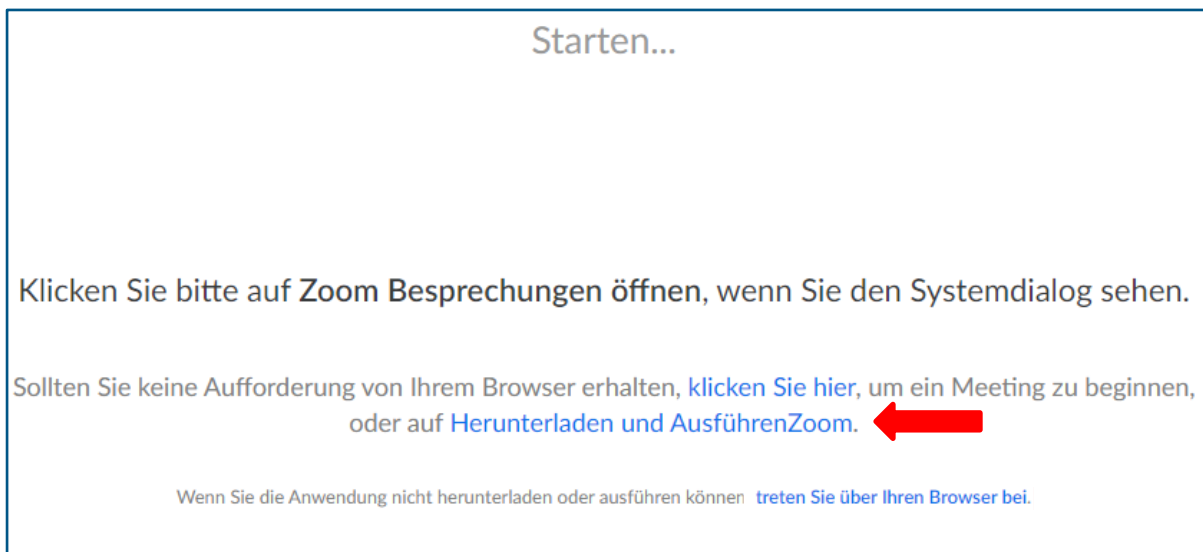 Starten...
Klicken Sie bitte auf Zoom Besprechungen öffnen, wenn Sie den Systemdialog sehen.
Sollten Sie keine Aufforderung von Ihrem Browser erhalten, klicken Sie hier, um ein Meeting zu beginnen,
oder auf Herunterladen und AusführenZoom.
Wenn Sie die Anwendung nicht herunterladen oder ausführen können treten Sie über Ihren Browser bei.